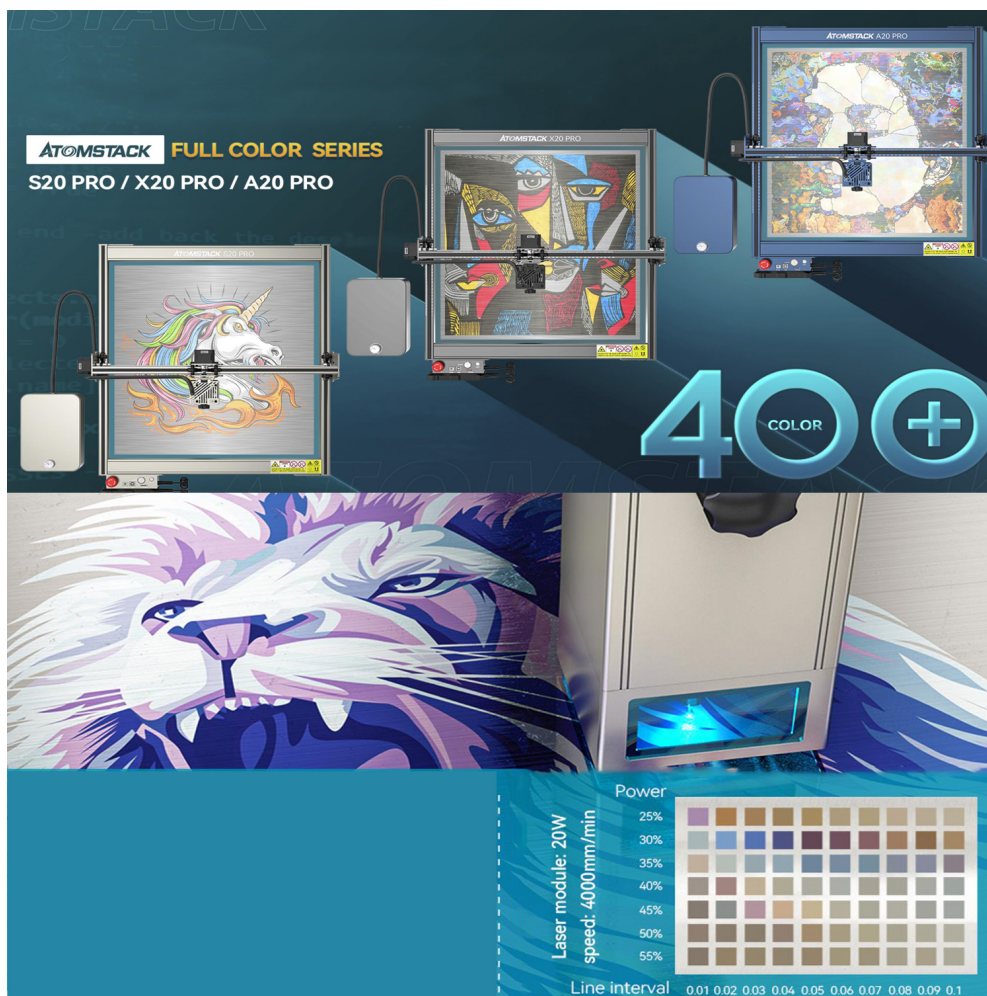 ATOMSTACK
ATOMSTACK A20 PRO
ATOMSTACK X20 PRO
ATOMSTACK FULL COLOR SERIES
S20 PRO / X20 PRO / A20 PRO
ATOMSTACK S20 PRO
400+
COLOR
Power
25%
30%
35%
40%
45%
50%
55%
Laser module: 20W
speed: 4000mm/min
Line interval 0.01 0.02 0.03 0.04 0.05 0.06 0.07 0.08 0.09 0.1